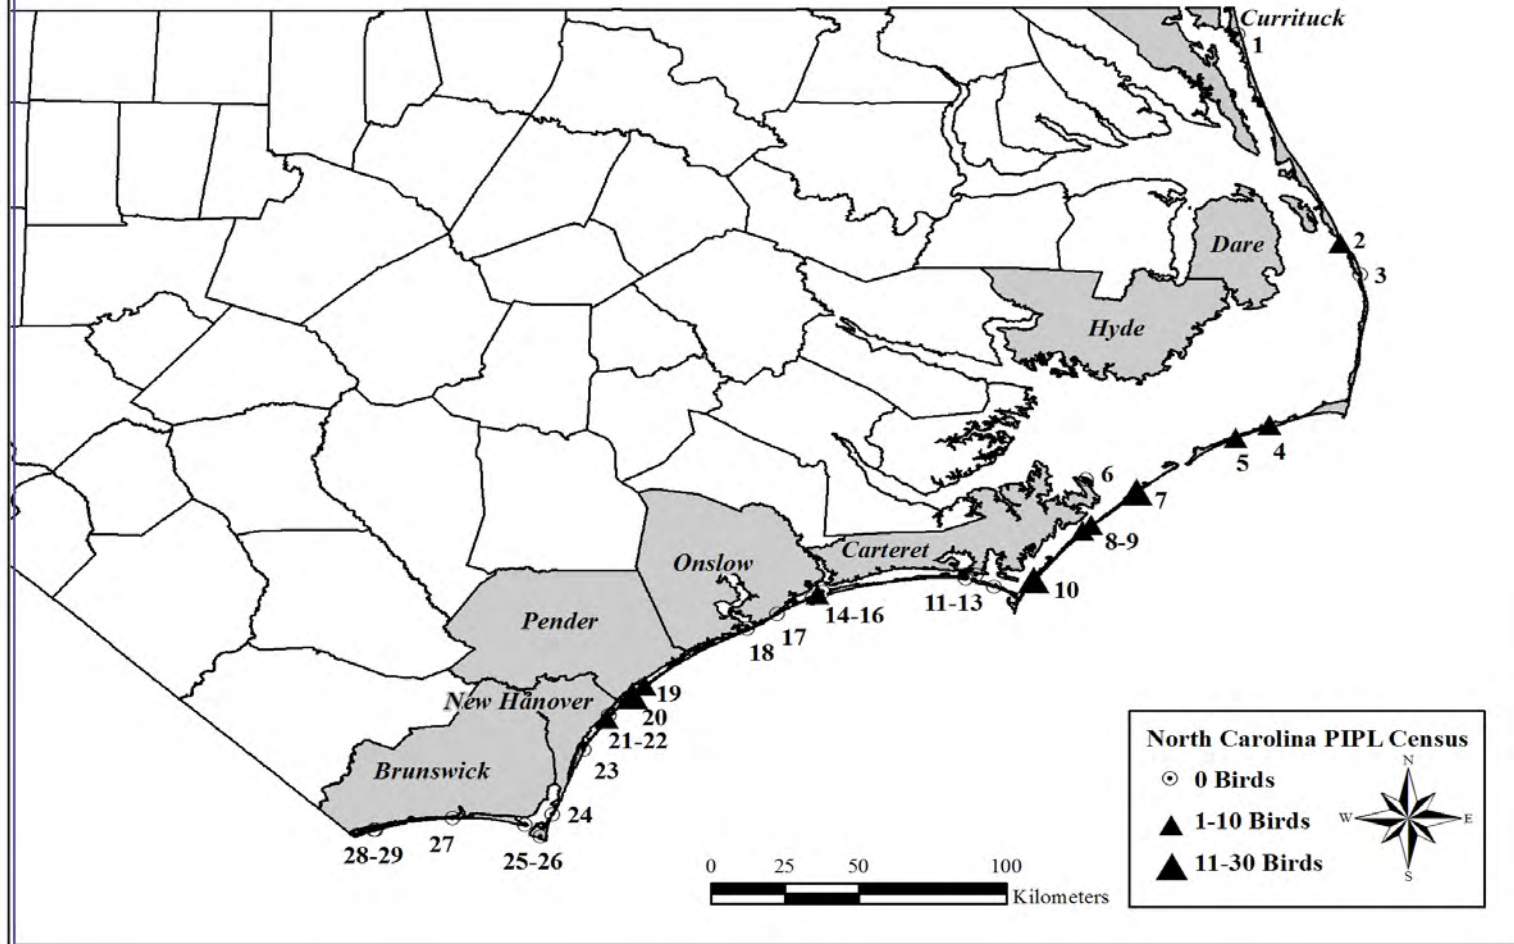 Currituck
1
Dare
2
3
Hyde
4
5
6
7
8-9
Carteret
Onslow
10
11-13
14-16
17
Pender
18
19
New Hanover
20
21-22
23
Brunswick
24
27
25-26
28-29
North Carolina PIPL Census
N
0 Birds
W
E
1-10 Birds
11-30 Birds
S
0 25 50 100
Kilometers